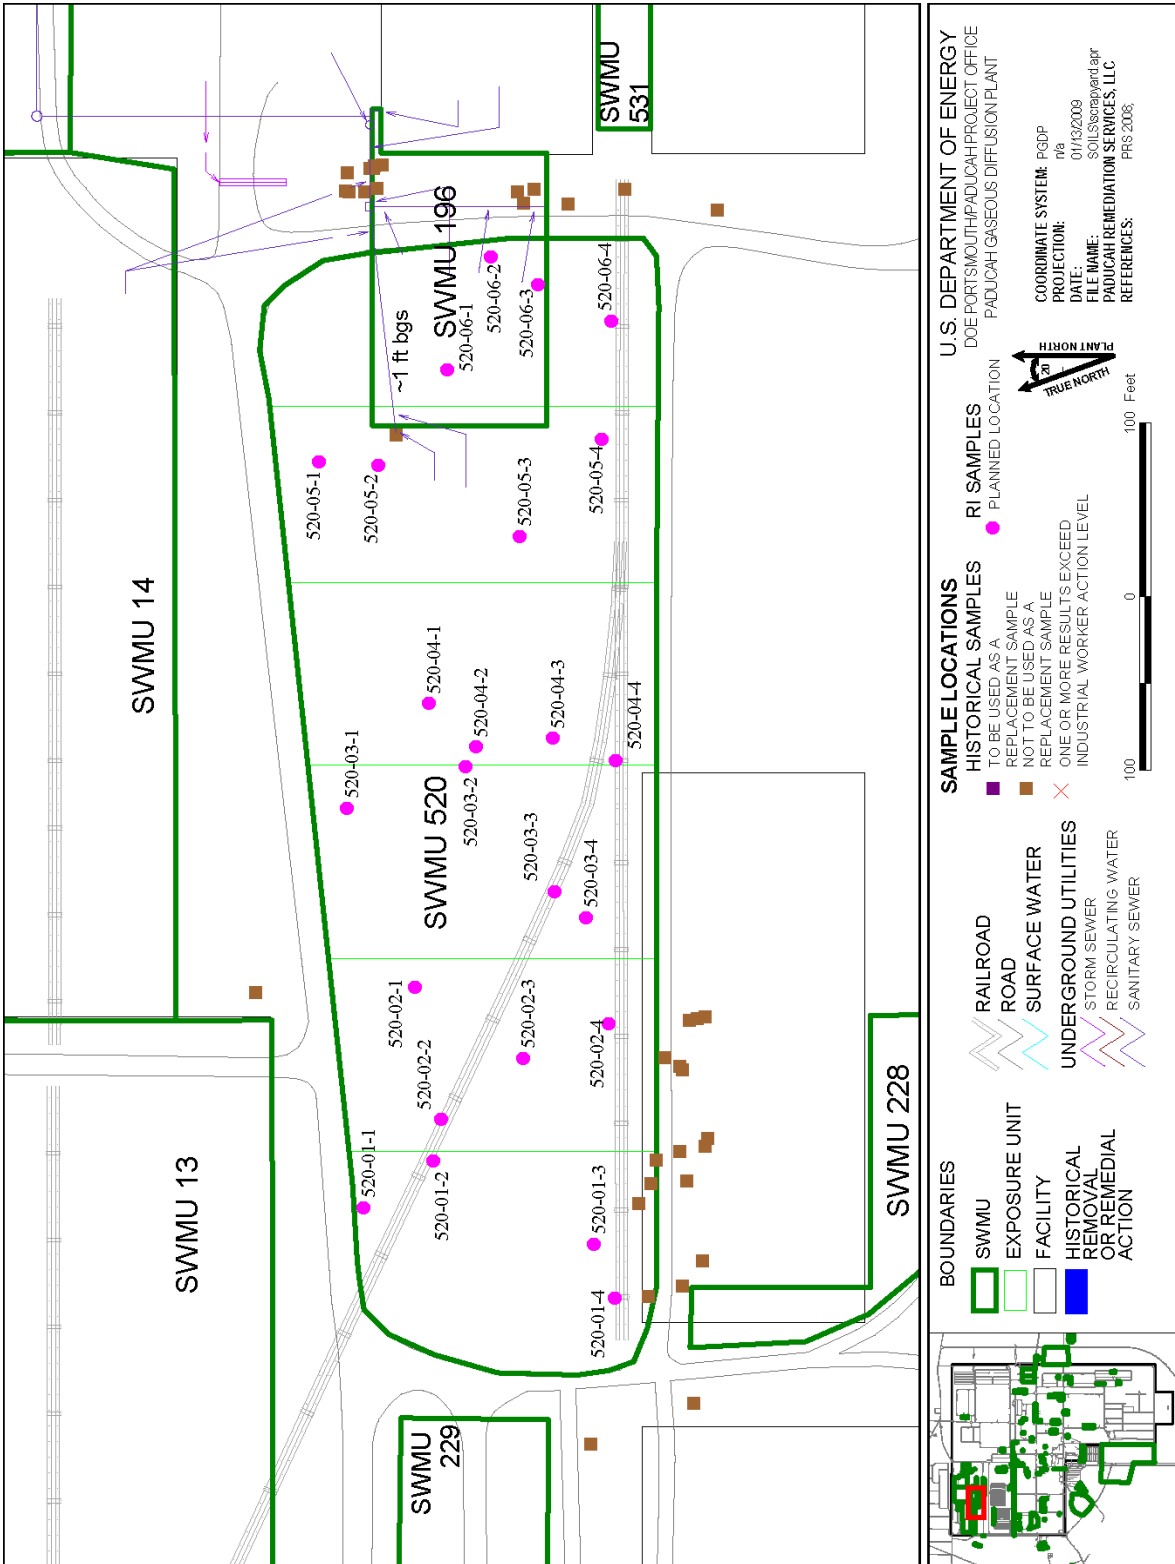 SWMU 13
SWMU 14
SWMU
531
SWMU
229
SWMU 228
SWMU 520
SWMU 196
~1 ft bgs
520-01-1
520-01-2
520-01-3
520-01-4
520-02-1
520-02-2
520-02-3
520-02-4
520-03-1
520-03-2
520-03-3
520-03-4
520-04-1
520-04-2
520-04-3
520-04-4
520-05-1
520-05-2
520-05-3
520-05-4
520-06-1
520-06-2
520-06-3
520-06-4
BOUNDARIES
SWMU
EXPOSURE UNIT
FACILITY
HISTORICAL
REMOVAL
OR REMEDIAL
ACTION
RAILROAD
ROAD
SURFACE WATER
UNDERGROUND UTILITIES
STORM SEWER
RECIRCULATING WATER
SANITARY SEWER
SAMPLE LOCATIONS
HISTORICAL SAMPLES
TO BE USED AS A
REPLACEMENT SAMPLE
NOT TO BE USED AS A
REPLACEMENT SAMPLE
ONE OR MORE RESULTS EXCEED
INDUSTRIAL WORKER ACTION LEVEL
RI SAMPLES
PLANNED LOCATION
100 0 100 Feet
20
TRUE NORTH
PLANT NORTH
U.S. DEPARTMENT OF ENERGY
DOE PORTSMOUTH/PADUCAH PROJECT OFFICE
PADUCAH GASEOUS DIFFUSION PLANT
COORDINATE SYSTEM: PGDP
PROJECTION: n/a
DATE: 01/13/2009
FILE NAME: SOILS\scrapyard.apr
PADUCAH REMEDIATION SERVICES, LLC
REFERENCES: PRS 2008;